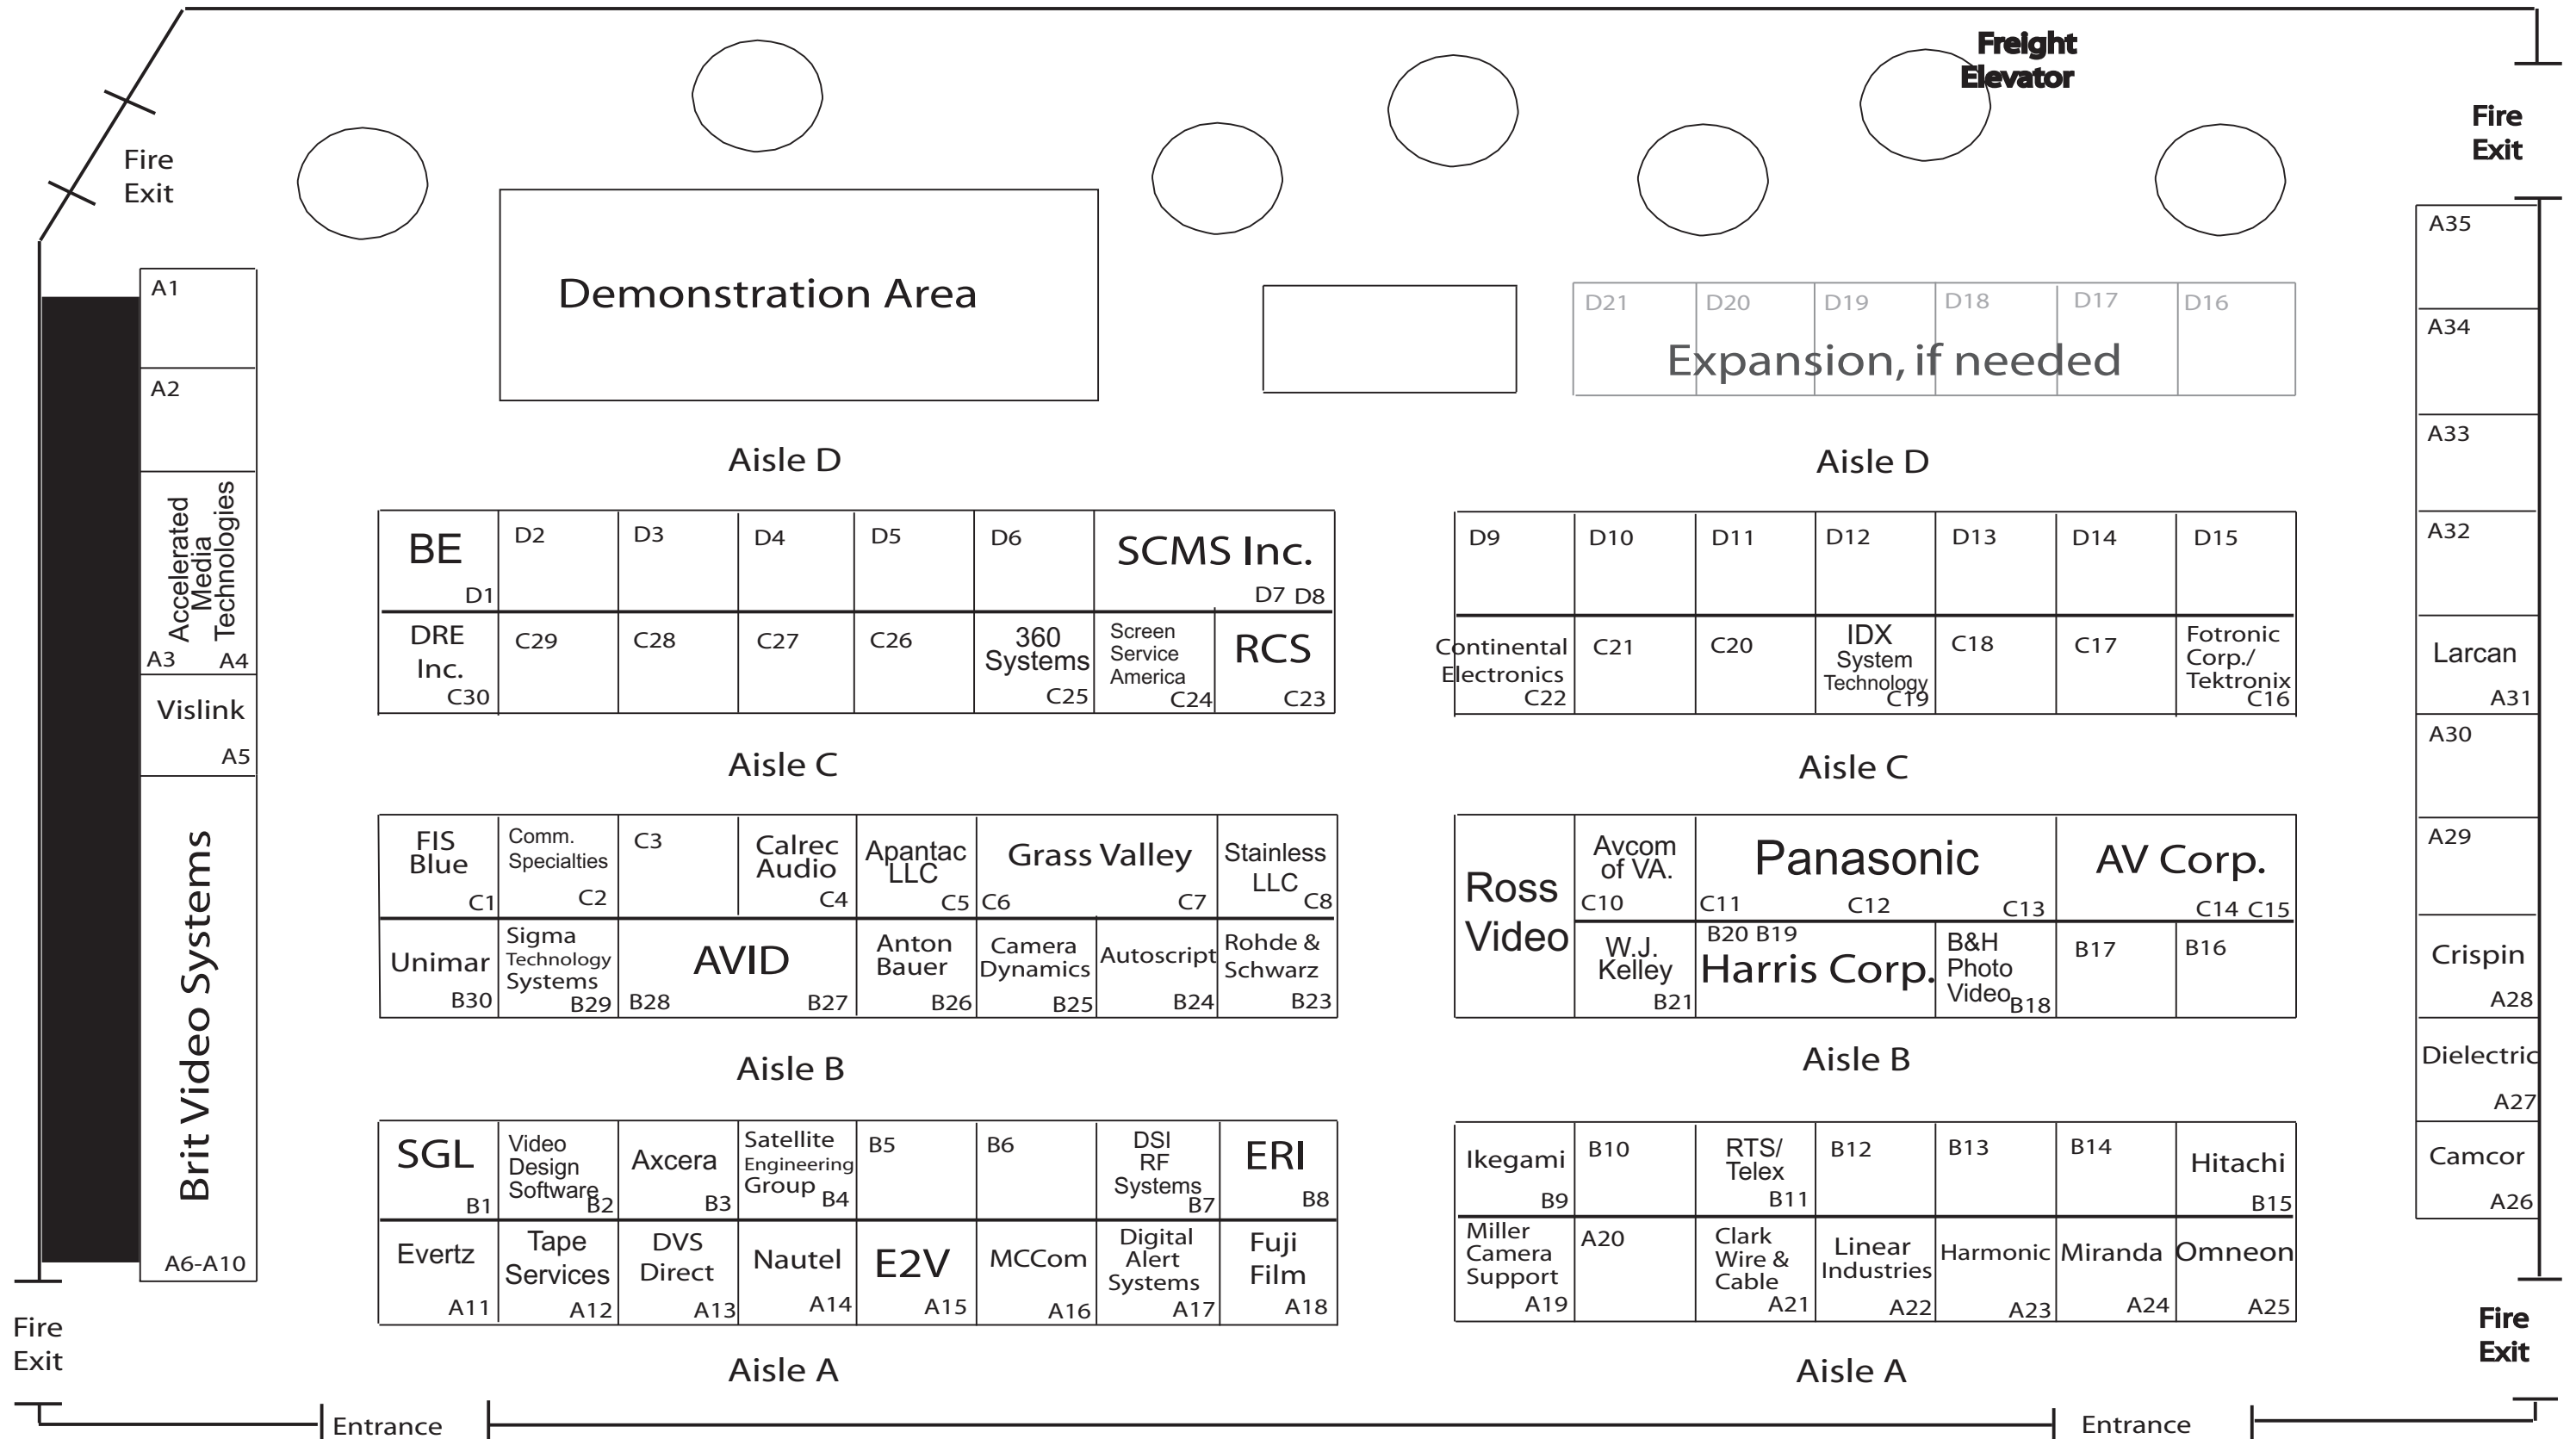 Freight
Elevator
Fire
Exit
Fire
Exit
Demonstration Area
D21
D20
D19
D18
D17
D16
Expansion, if needed
A1
A2
Accelerated
Media
Technologies
A3 A4
Vislink
A5
Brit Video Systems
A6-A10
Fire
Exit
Aisle D
Aisle D
BE
D1
D2
D3
D4
D5
D6
SCMS Inc.
D7 D8
DRE
Inc.
C30
C29
C28
C27
C26
360
Systems
C25
Screen
Service
America
C24
RCS
C23
D9
D10
D11
D12
D13
D14
D15
Continental
Electronics
C22
C21
C20
IDX
System
Technology
C19
C18
C17
Fotronic
Corp./
Tektronix
C16
Aisle C
Aisle C
FIS
Blue
C1
Comm.
Specialties
C2
C3
Calrec
Audio
C4
Apantac
LLC
C5
Grass Valley
C6 C7
Stainless
LLC
C8
Unimar
B30
Sigma
Technology
Systems
B29
AVID
B28 B27
Anton
Bauer
B26
Camera
Dynamics
B25
Autoscript
B24
Rohde &
Schwarz
B23
Ross
Video
Avcom
of VA.
C10
Panasonic
C11 C12 C13
AV Corp.
C14 C15
W.J.
Kelley
B21
B20 B19
Harris Corp.
B&H
Photo
Video
B18
B17
B16
Aisle B
Aisle B
SGL
B1
Video
Design
Software
B2
Axcera
B3
Satellite
Engineering
Group
B4
B5
B6
DSI
RF
Systems
B7
ERI
B8
Evertz
A11
Tape
Services
A12
DVS
Direct
A13
Nautel
A14
E2V
A15
MCCom
A16
Digital
Alert
Systems
A17
Fuji
Film
A18
Ikegami
B9
B10
RTS/
Telex
B11
B12
B13
B14
Hitachi
B15
Miller
Camera
Support
A19
A20
Clark
Wire &
Cable
A21
Linear
Industries
A22
Harmonic
A23
Miranda
A24
Omneon
A25
A35
A34
A33
A32
Larcan
A31
A30
A29
Crispin
A28
Dielectric
A27
Camcor
A26
Fire
Exit
Aisle A
Aisle A
Entrance
Entrance